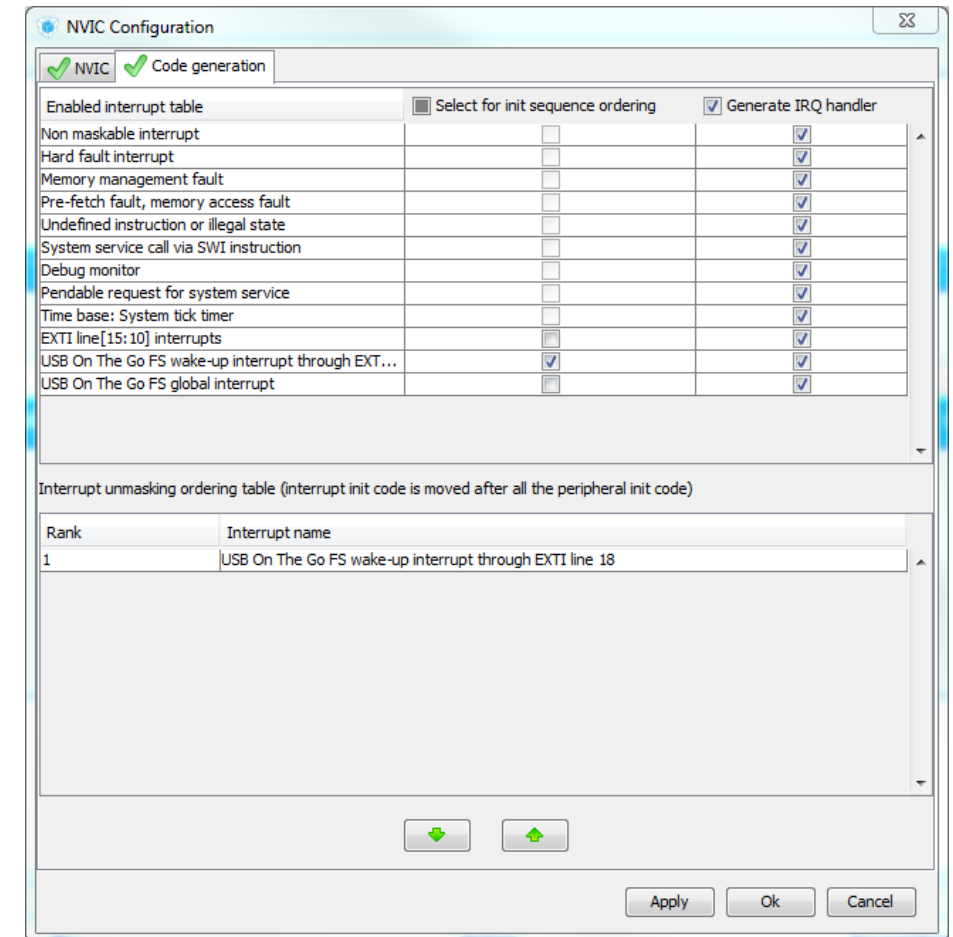 NVIC Configuration
NVIC Code generation
Enabled interrupt table Select for init sequence ordering Generate IRQ handler
Non maskable interrupt
Hard fault interrupt
Memory management fault
Pre-fetch fault, memory access fault
Undefined instruction or illegal state
System service call via SWI instruction
Debug monitor
Pendable request for system service
Time base: System tick timer
EXTI line[15:10] interrupts
USB On The Go FS wake-up interrupt through EXT...
USB On The Go FS global interrupt
Interrupt unmasking ordering table (interrupt init code is moved after all the peripheral init code)
Rank Interrupt name
1 USB On The Go FS wake-up interrupt through EXTI line 18
Apply Ok Cancel